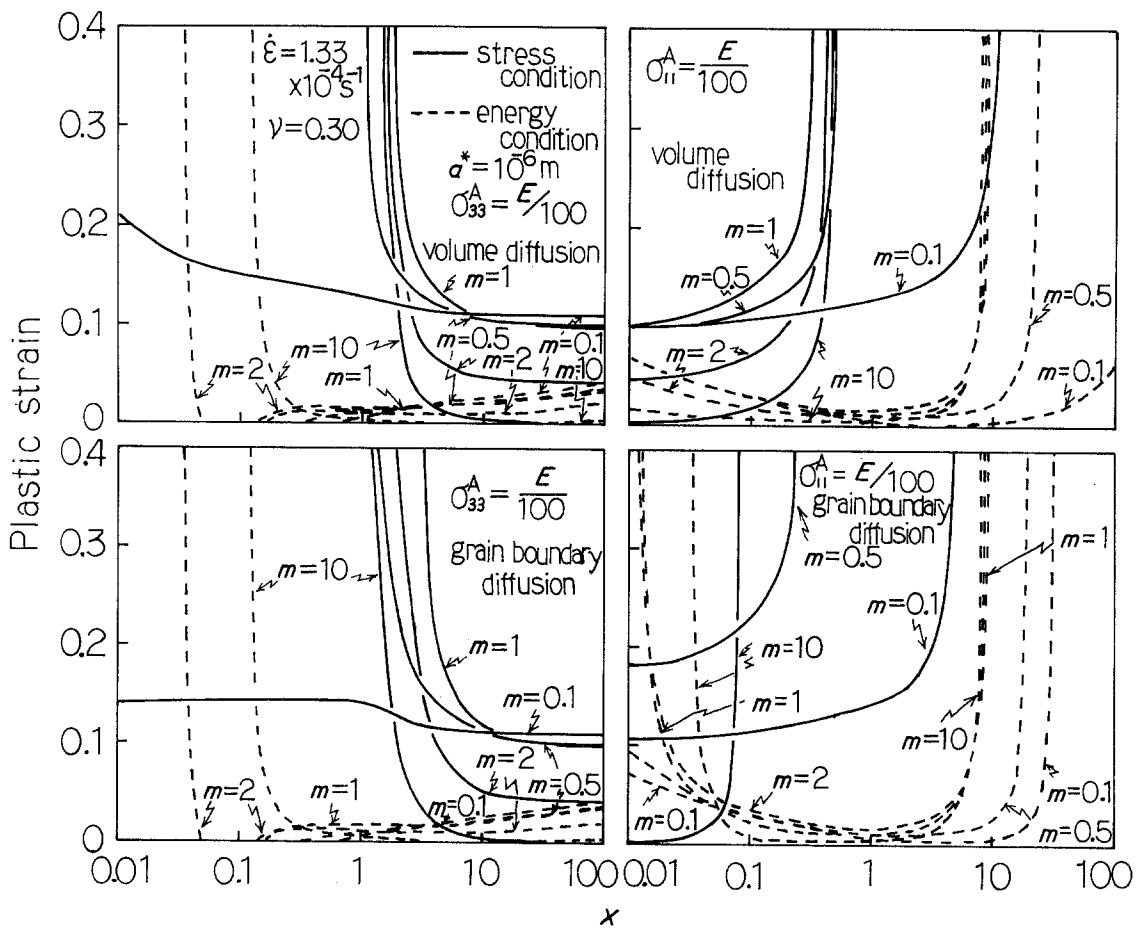 Plastic strain
0.4
0.3
0.2
0.1
0
ε̇=1.33
×10⁻⁴s⁻¹
ν=0.30
stress
condition
energy
condition
a*=10⁻⁶m
σ₃₃ᴬ=E/100
volume diffusion
m=1
m=0.5
m=0.1
m=10
m=2
m=10
m=2
m=1
σ₁₁ᴬ=E/100
volume
diffusion
m=1
m=0.5
m=0.1
m=0.5
m=2
m=10
m=0.1
0.4
0.3
0.2
0.1
0
σ₃₃ᴬ=E/100
grain boundary
diffusion
m=10
m=1
m=0.1
m=2
m=2
m=1
m=0.1
m=0.5
σ₁₁ᴬ=E/100
grain boundary
diffusion
m=0.5
m=1
m=0.1
m=10
m=1
m=10
m=2
m=0.1
m=0.1
m=0.5
0.01 0.1 1 10 100
0.01 0.1 1 10 100
x